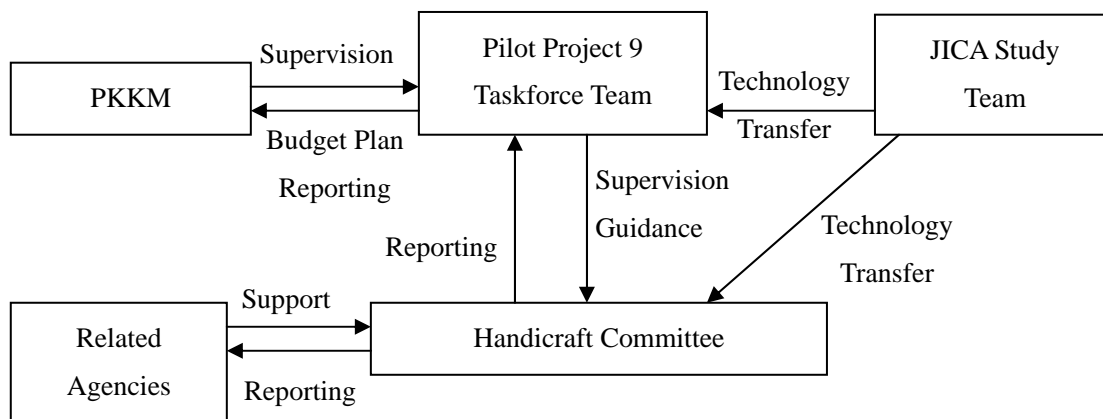 Pilot Project 9
Taskforce Team
JICA Study
Team
PKKM
Supervision
Budget Plan
Reporting
Technology
Transfer
Supervision
Guidance
Reporting
Technology
Transfer
Support
Related
Agencies
Handicraft Committee
Reporting